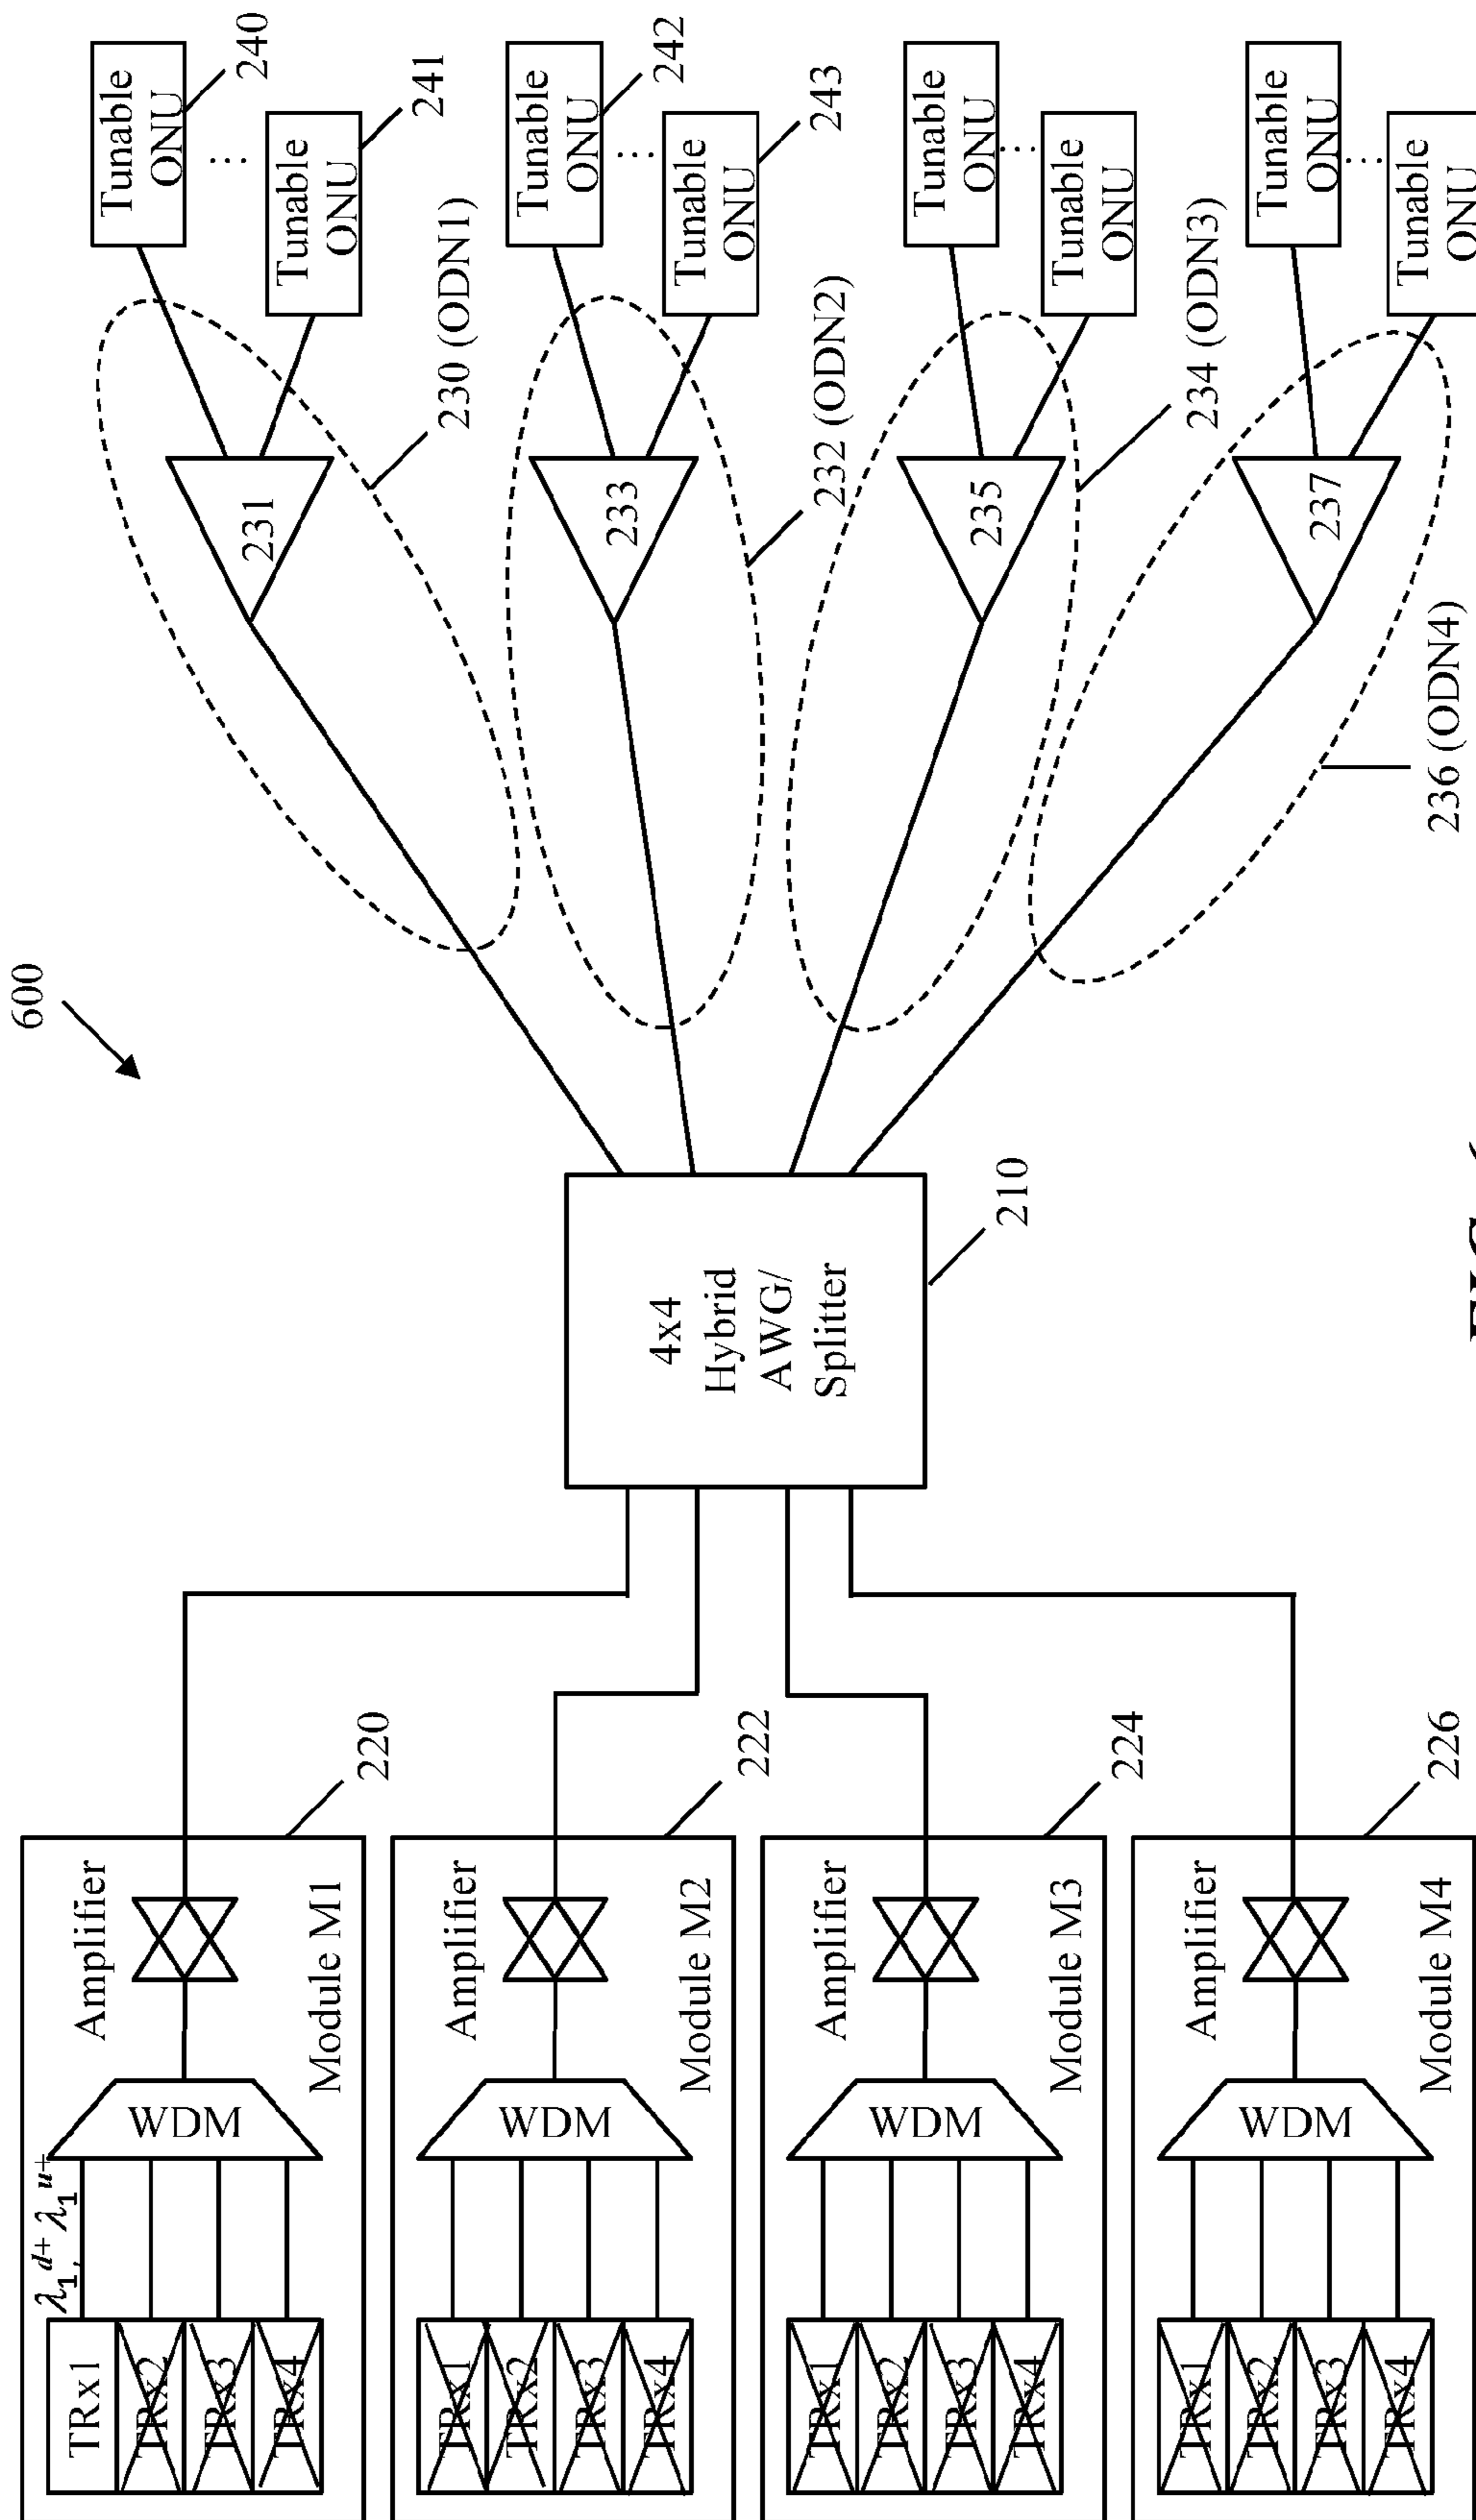 600
λ₁ᵈ⁺, λ₁ᵘ⁺
TRx1
TRx2
TRx3
TRx4
WDM
Amplifier
Module M1
220
TRx1
TRx2
TRx3
TRx4
WDM
Amplifier
Module M2
222
TRx1
TRx2
TRx3
TRx4
WDM
Amplifier
Module M3
224
TRx1
TRx2
TRx3
TRx4
WDM
Amplifier
Module M4
226
4x4
Hybrid
AWG/
Splitter
210
231
230 (ODN1)
233
232 (ODN2)
235
234 (ODN3)
237
236 (ODN4)
Tunable
ONU
240
...
Tunable
ONU
241
Tunable
ONU
242
...
Tunable
ONU
243
Tunable
ONU
...
Tunable
ONU
Tunable
ONU
...
Tunable
ONU